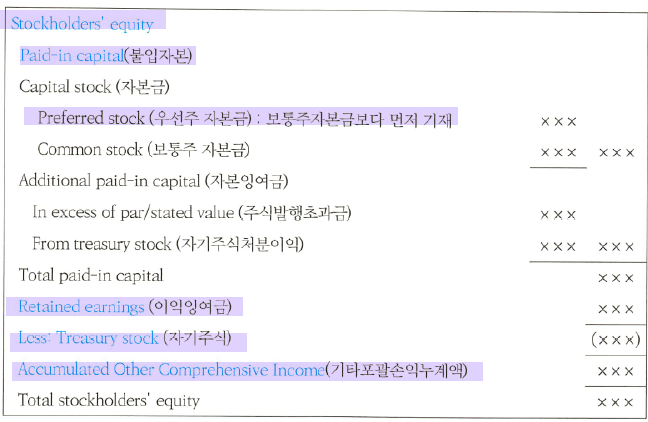 Stockholders' equity
Paid-in capital(불입자본)
Capital stock (자본금)
Preferred stock (우선주 자본금) : 보통주자본금보다 먼저 기재 ×××
Common stock (보통주 자본금) ××× ×××
Additional paid-in capital (자본잉여금)
In excess of par/stated value (주식발행초과금) ×××
From treasury stock (자기주식처분이익) ××× ×××
Total paid-in capital ×××
Retained earnings (이익잉여금) ×××
Less: Treasury stock (자기주식) (×××)
Accumulated Other Comprehensive Income(기타포괄손익누계액) ×××
Total stockholders' equity ×××